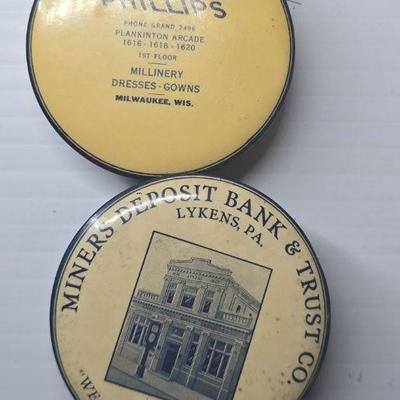 PHILLIPS
PHONE GRAND 2496
PLANKINTON ARCADE
1616 - 1618 - 1620
1ST FLOOR
MILLINERY
DRESSES - GOWNS
MILWAUKEE, WIS.
MINERS DEPOSIT BANK & TRUST CO.
LYKENS, PA.
"WE